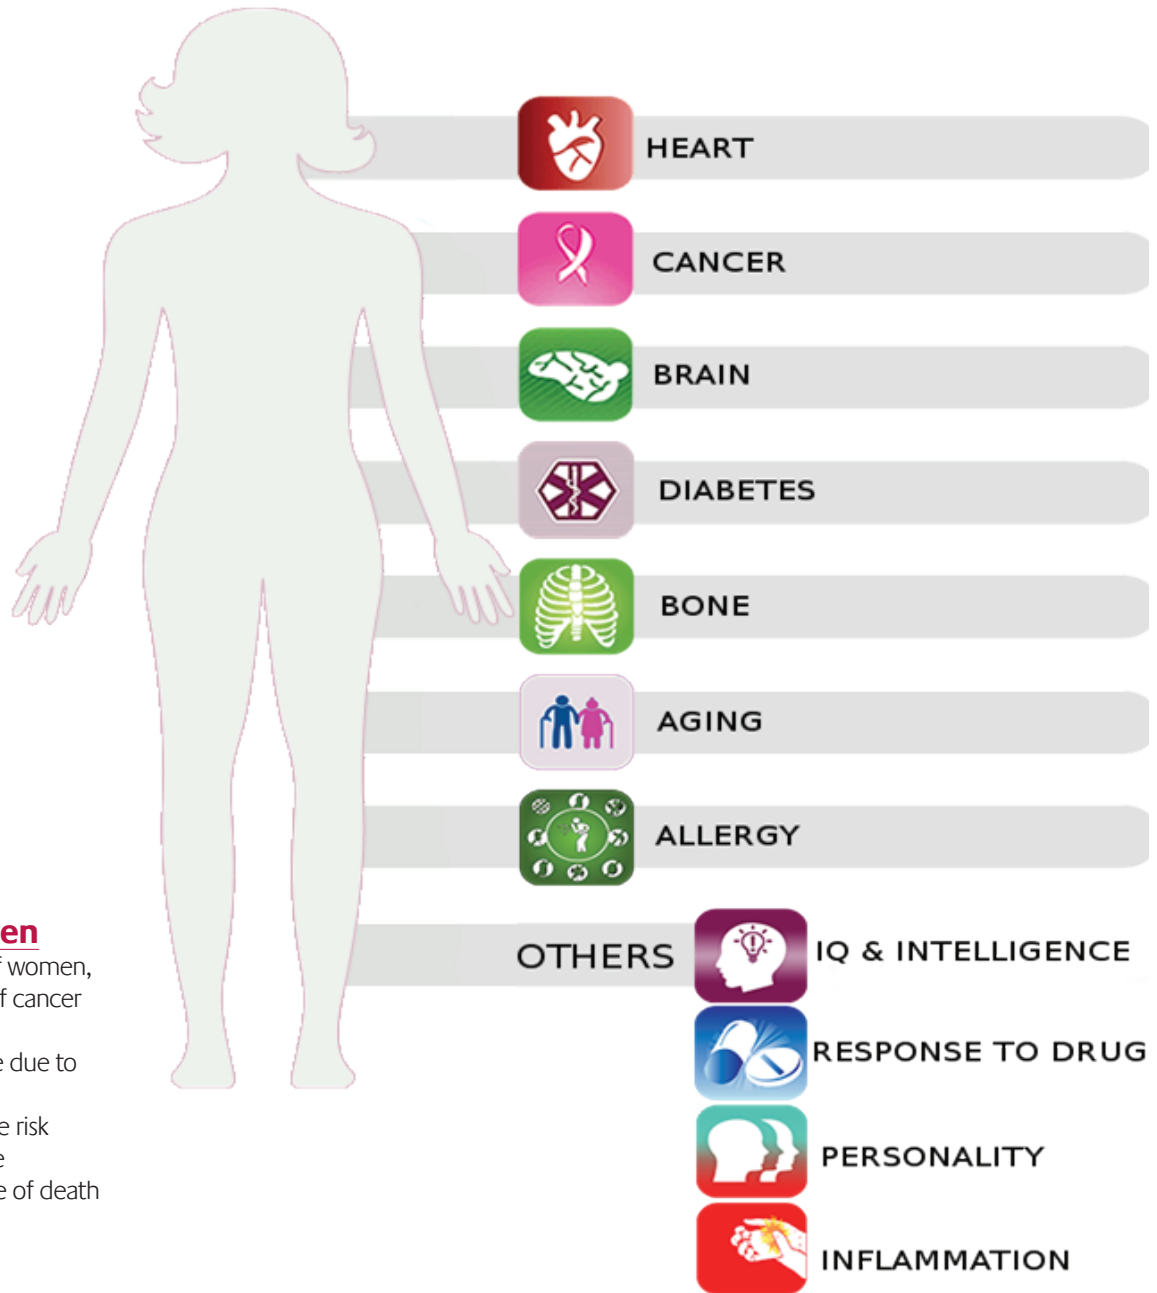 HEART
CANCER
BRAIN
DIABETES
BONE
AGING
ALLERGY
OTHERS
IQ & INTELLIGENCE
RESPONSE TO DRUG
PERSONALITY
INFLAMMATION
en
women,
f cancer
e due to
e risk
e
e of death